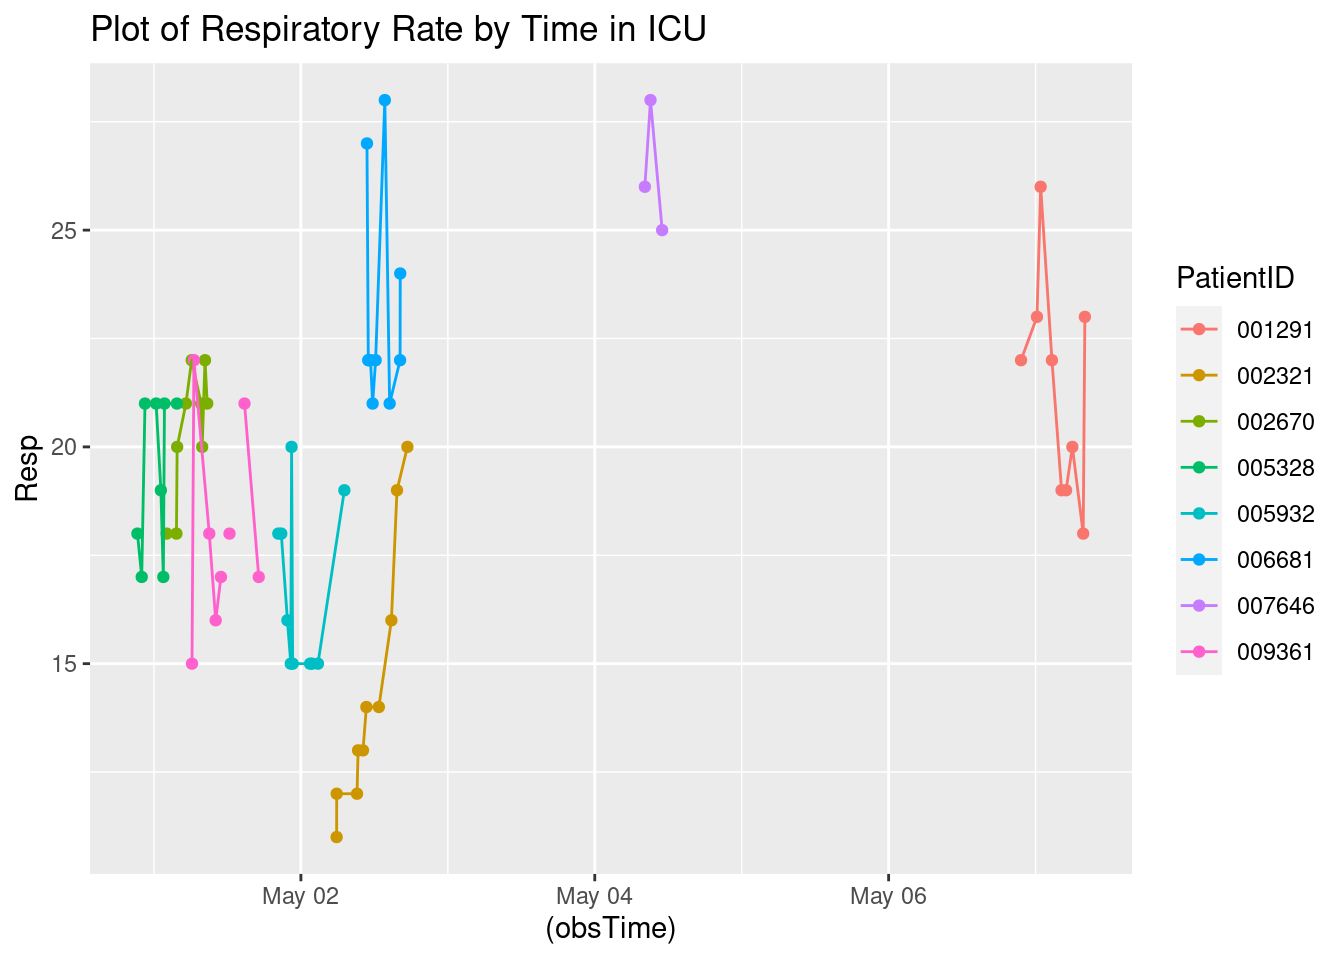 Plot of Respiratory Rate by Time in ICU
25
20
15
Resp
May 02
May 04
May 06
(obsTime)
PatientID
001291
002321
002670
005328
005932
006681
007646
009361